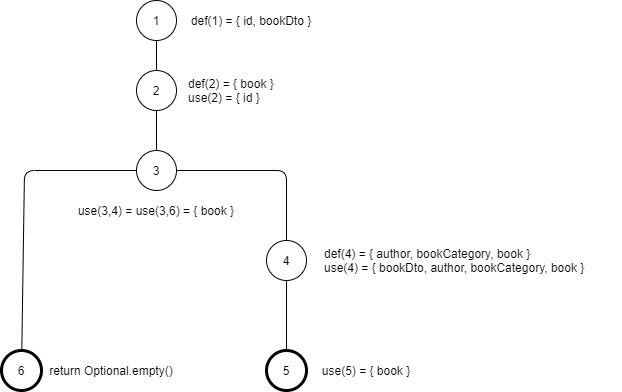 1
def(1) = { id, bookDto }
2
def(2) = { book }
use(2) = { id }
3
use(3,4) = use(3,6) = { book }
4
def(4) = { author, bookCategory, book }
use(4) = { bookDto, author, bookCategory, book }
6
return Optional.empty()
5
use(5) = { book }